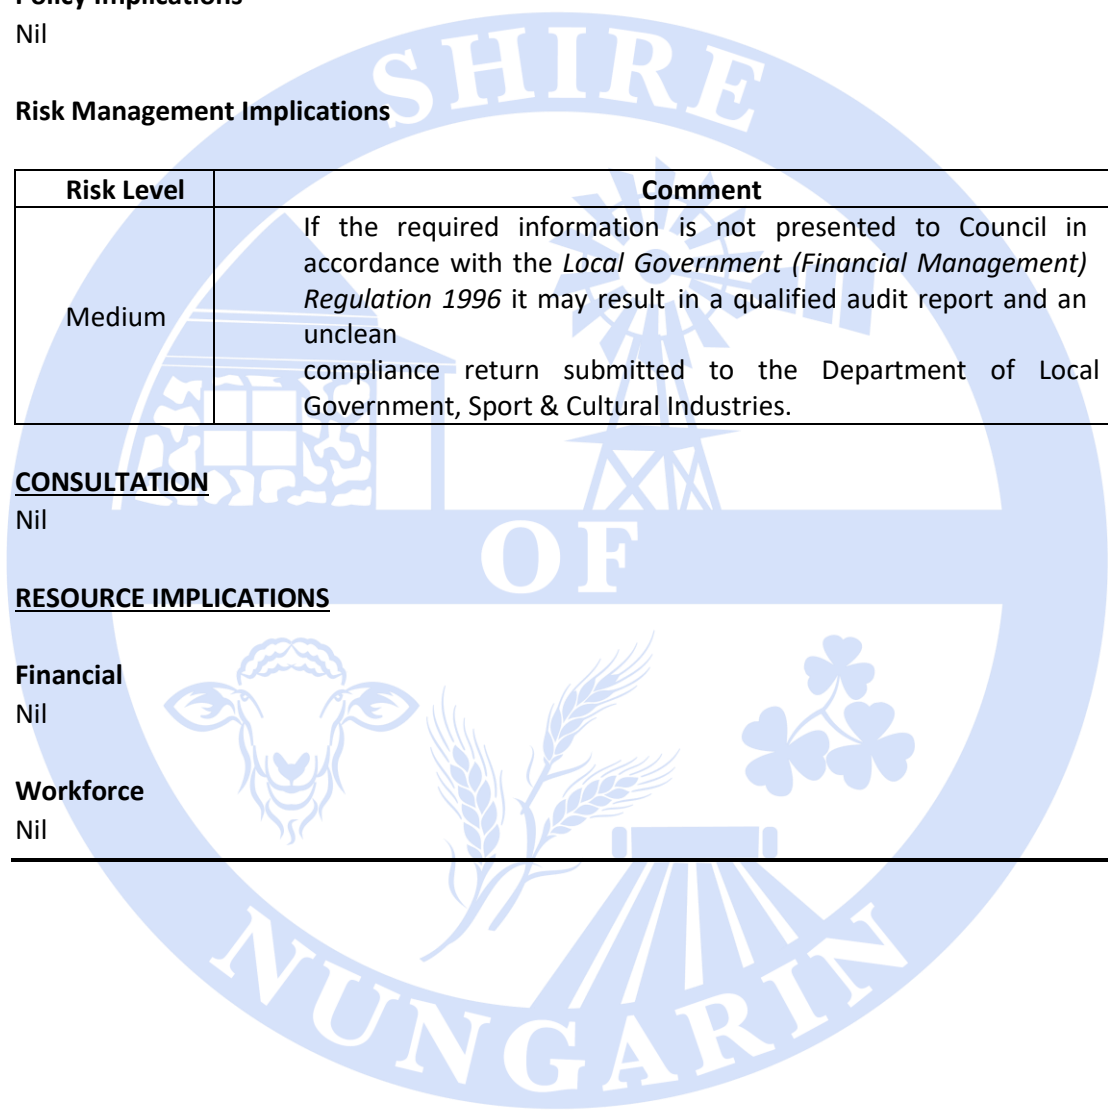 Policy Implications
Nil
SHIRE
Risk Management Implications
Risk Level Comment
If the required information is not presented to Council in
accordance with the Local Government (Financial Management)
Regulation 1996 it may result in a qualified audit report and an
Medium
unclean
compliance return submitted to the Department of Local
Government, Sport & Cultural Industries.
CONSULTATION
Nil
OF
RESOURCE IMPLICATIONS
Financial
Nil
Workforce
Nil
NUNGARIN